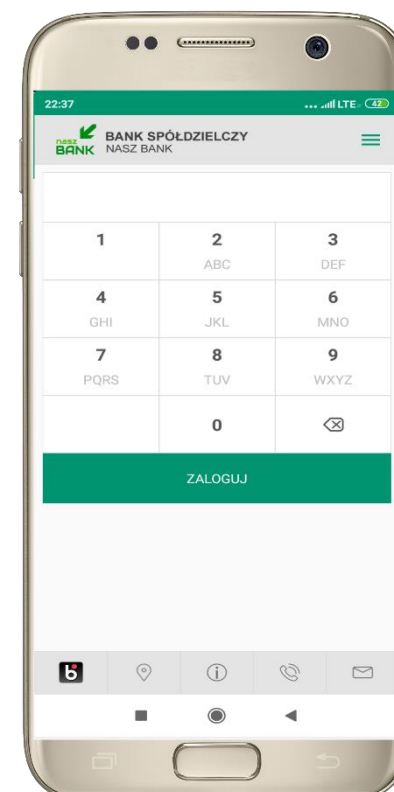 22:37
LTE 42
nasz BANK
BANK SPÓŁDZIELCZY
NASZ BANK
1 2 3
ABC DEF
4 5 6
GHI JKL MNO
7 8 9
PQRS TUV WXYZ
0
ZALOGUJ
b